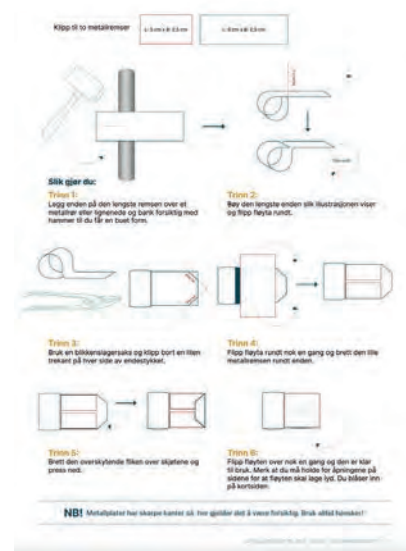 Klipp til to metallremser
L: 5 cm x B: 2,5 cm
L: 8 cm x B: 2,5 cm
Slik gjør du:
Trinn 1:
Legg enden på den lengste remsen over et
metallrør eller lignenede og bank forsiktig med
hammer til du får en buet form.
Trinn 2:
Bøy den lengste enden slik illustrasjonen viser
og flipp fløyta rundt.
Trinn 3:
Bruk en blikkenslagersaks og klipp bort en liten
trekant på hver side av endestykket.
Trinn 4:
Flipp fløyta rundt nok en gang og brett den lille
metallremsen rundt enden.
Trinn 5:
Brett den overskytende fliken over skjøtene og
press ned.
Trinn 6:
Flipp fløyten over nok en gang og den er klar
til bruk. Merk at du må holde for åpningene på
sidene for at fløyten skal lage lyd. Du blåser inn
på kortsiden.
NB! Metallplater har skarpe kanter så her gjelder det å være forsiktig. Bruk alltid hansker!